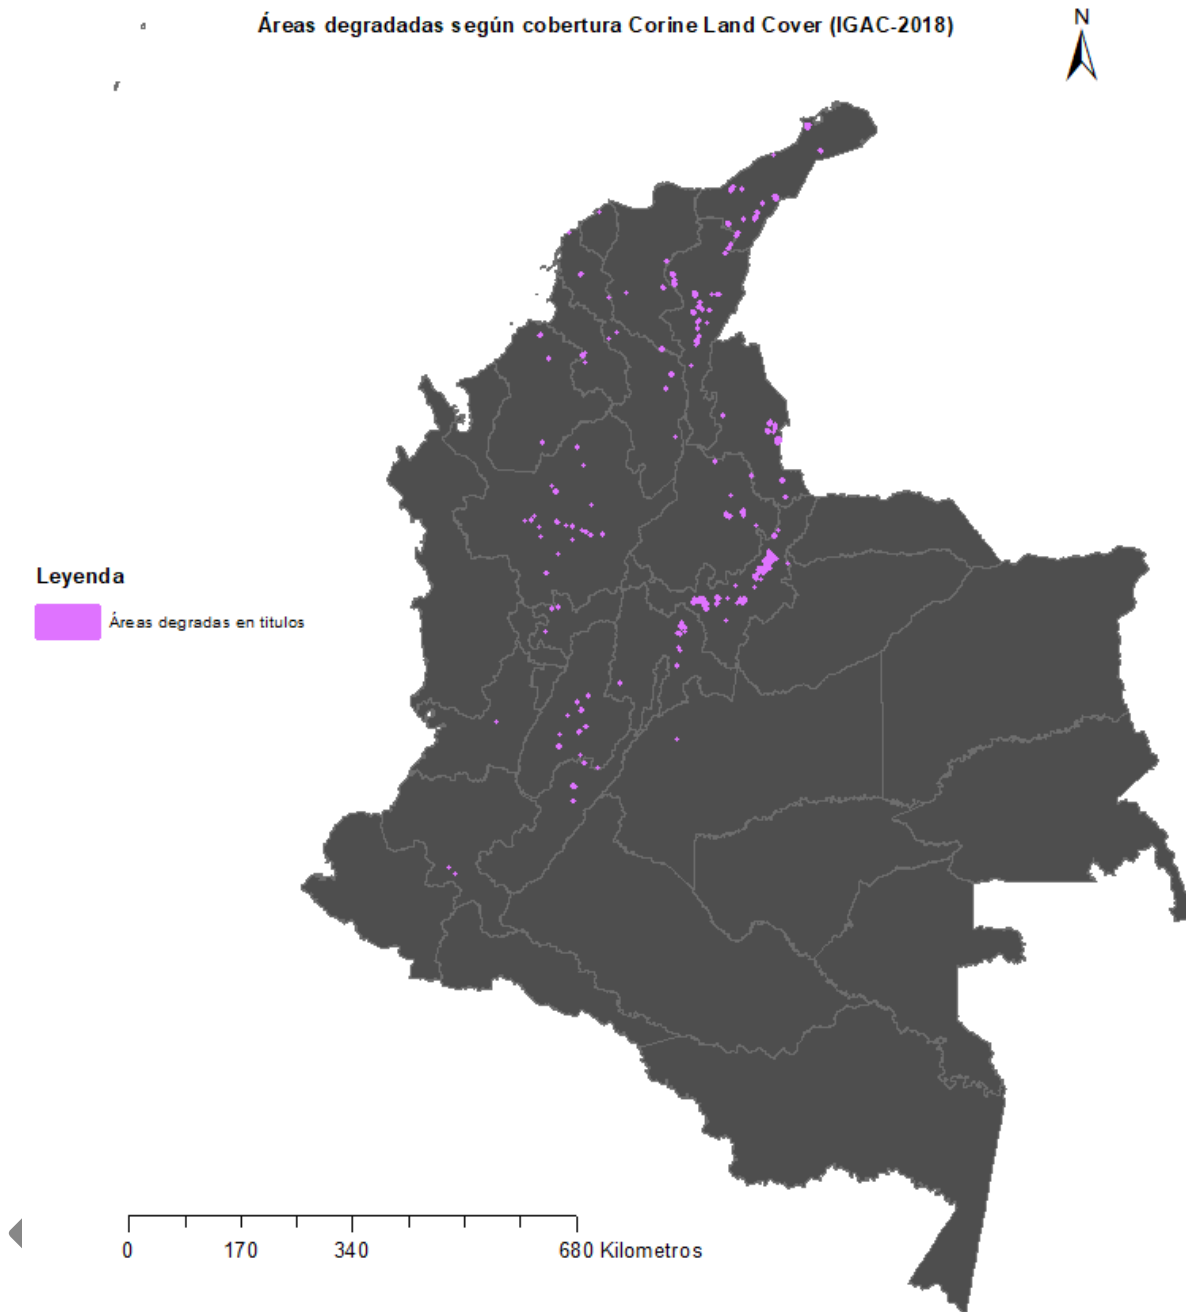 Áreas degradadas según cobertura Corine Land Cover (IGAC-2018)
N
Leyenda
Áreas degradas en titulos
0 170 340 680 Kilometros